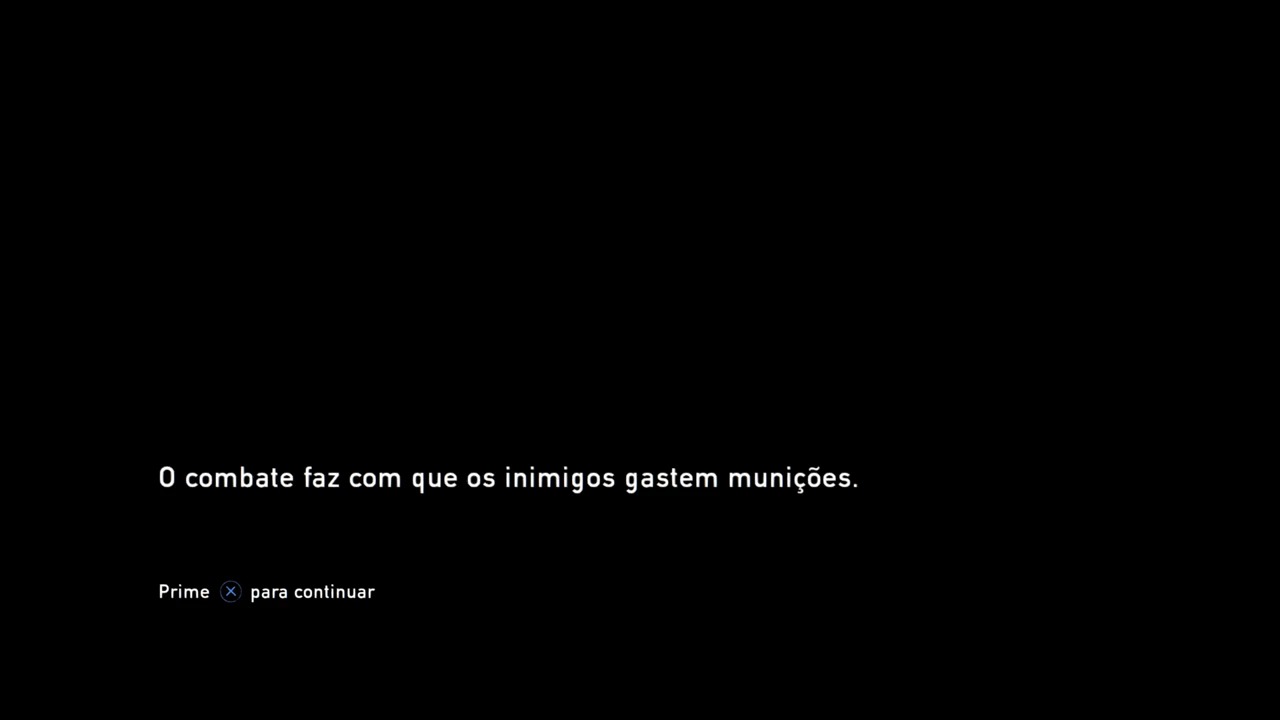 O combate faz com que os inimigos gastem munições.
Prime ⓧ para continuar